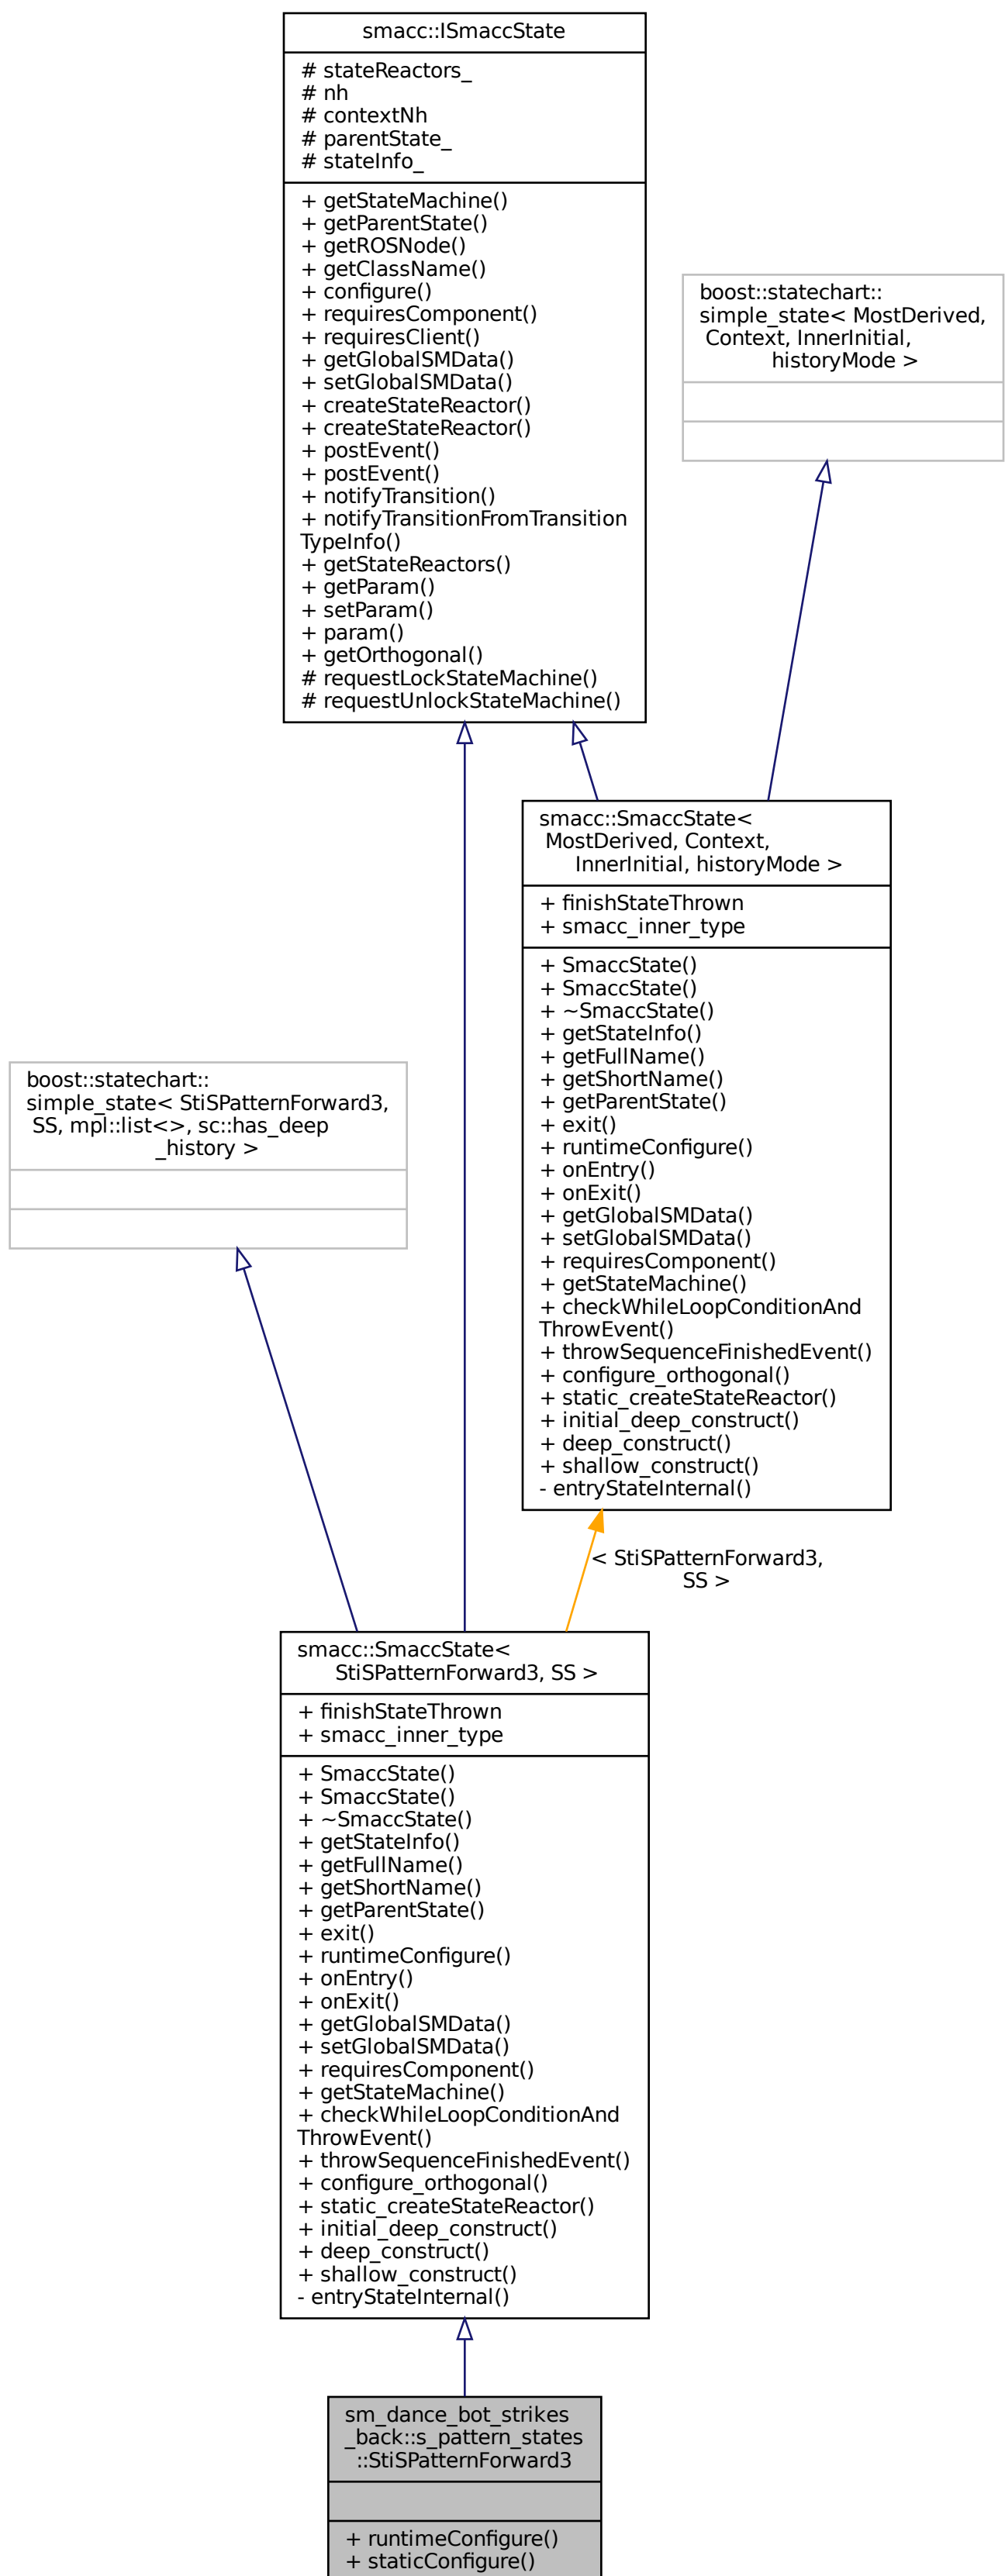 smacc::ISmaccState
# stateReactors_
# nh
# contextNh
# parentState_
# stateInfo_
+ getStateMachine()
+ getParentState()
+ getROSNode()
+ getClassName()
+ configure()
+ requiresComponent()
+ requiresClient()
+ getGlobalSMData()
+ setGlobalSMData()
+ createStateReactor()
+ createStateReactor()
+ postEvent()
+ postEvent()
+ notifyTransition()
+ notifyTransitionFromTransition
TypeInfo()
+ getStateReactors()
+ getParam()
+ setParam()
+ param()
+ getOrthogonal()
# requestLockStateMachine()
# requestUnlockStateMachine()
boost::statechart::
simple_state< MostDerived,
Context, InnerInitial,
historyMode >
smacc::SmaccState<
MostDerived, Context,
InnerInitial, historyMode >
+ finishStateThrown
+ smacc_inner_type
+ SmaccState()
+ SmaccState()
+ ~SmaccState()
+ getStateInfo()
+ getFullName()
+ getShortName()
+ getParentState()
+ exit()
+ runtimeConfigure()
+ onEntry()
+ onExit()
+ getGlobalSMData()
+ setGlobalSMData()
+ requiresComponent()
+ getStateMachine()
+ checkWhileLoopConditionAnd
ThrowEvent()
+ throwSequenceFinishedEvent()
+ configure_orthogonal()
+ static_createStateReactor()
+ initial_deep_construct()
+ deep_construct()
+ shallow_construct()
- entryStateInternal()
boost::statechart::
simple_state< StiSPatternForward3,
SS, mpl::list<>, sc::has_deep
_history >
< StiSPatternForward3,
SS >
smacc::SmaccState<
StiSPatternForward3, SS >
+ finishStateThrown
+ smacc_inner_type
+ SmaccState()
+ SmaccState()
+ ~SmaccState()
+ getStateInfo()
+ getFullName()
+ getShortName()
+ getParentState()
+ exit()
+ runtimeConfigure()
+ onEntry()
+ onExit()
+ getGlobalSMData()
+ setGlobalSMData()
+ requiresComponent()
+ getStateMachine()
+ checkWhileLoopConditionAnd
ThrowEvent()
+ throwSequenceFinishedEvent()
+ configure_orthogonal()
+ static_createStateReactor()
+ initial_deep_construct()
+ deep_construct()
+ shallow_construct()
- entryStateInternal()
sm_dance_bot_strikes
_back::s_pattern_states
::StiSPatternForward3
+ runtimeConfigure()
+ staticConfigure()